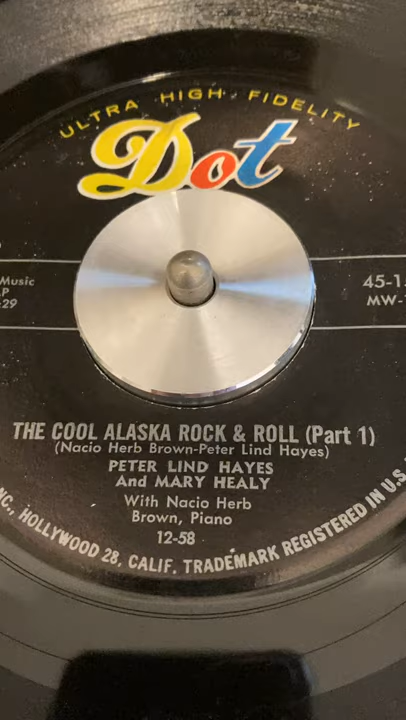 ULTRA HIGH FIDELITY
Dot
Music
45-1
MW-
29
THE COOL ALASKA ROCK & ROLL (Part 1)
(Nacio Herb Brown-Peter Lind Hayes)
PETER LIND HAYES
And MARY HEALY
With Nacio Herb
Brown, Piano
12-58
INC., HOLLYWOOD 28, CALIF. TRADEMARK REGISTERED IN U.S.